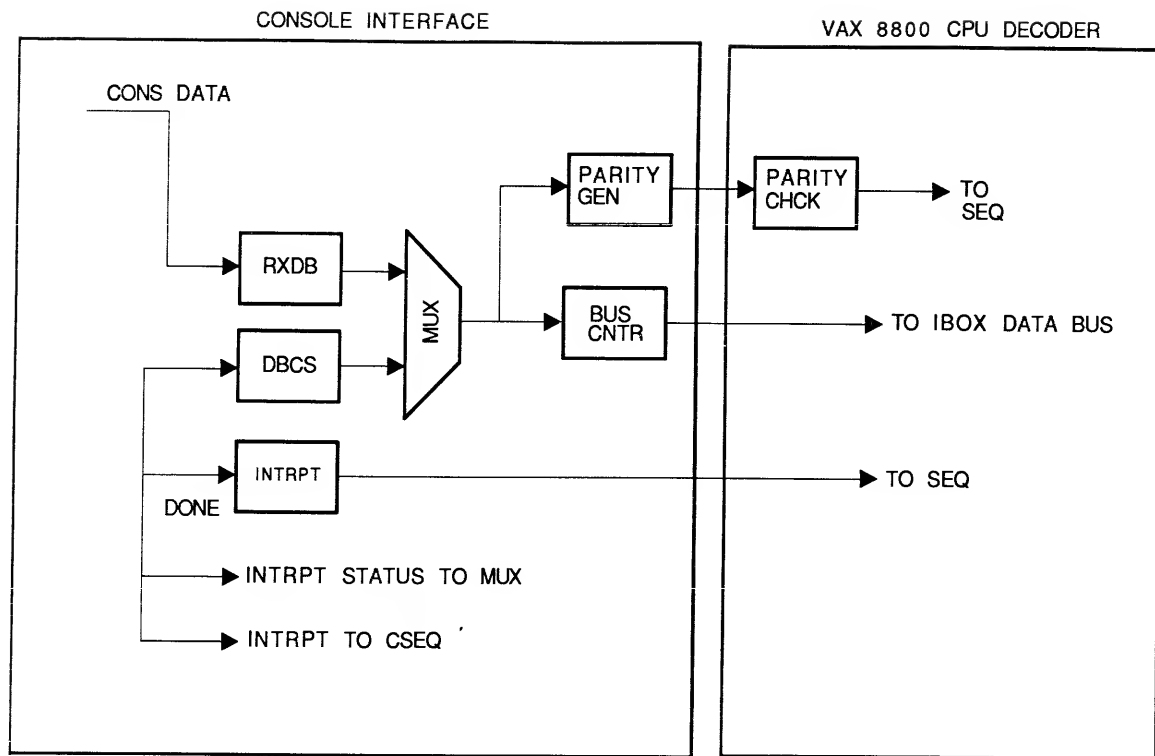 CONSOLE INTERFACE
VAX 8800 CPU DECODER
CONS DATA
PARITY
GEN
PARITY
CHCK
TO
SEQ
RXDB
MUX
BUS
CNTR
TO IBOX DATA BUS
DBCS
INTRPT
TO SEQ
DONE
INTRPT STATUS TO MUX
INTRPT TO CSEQ